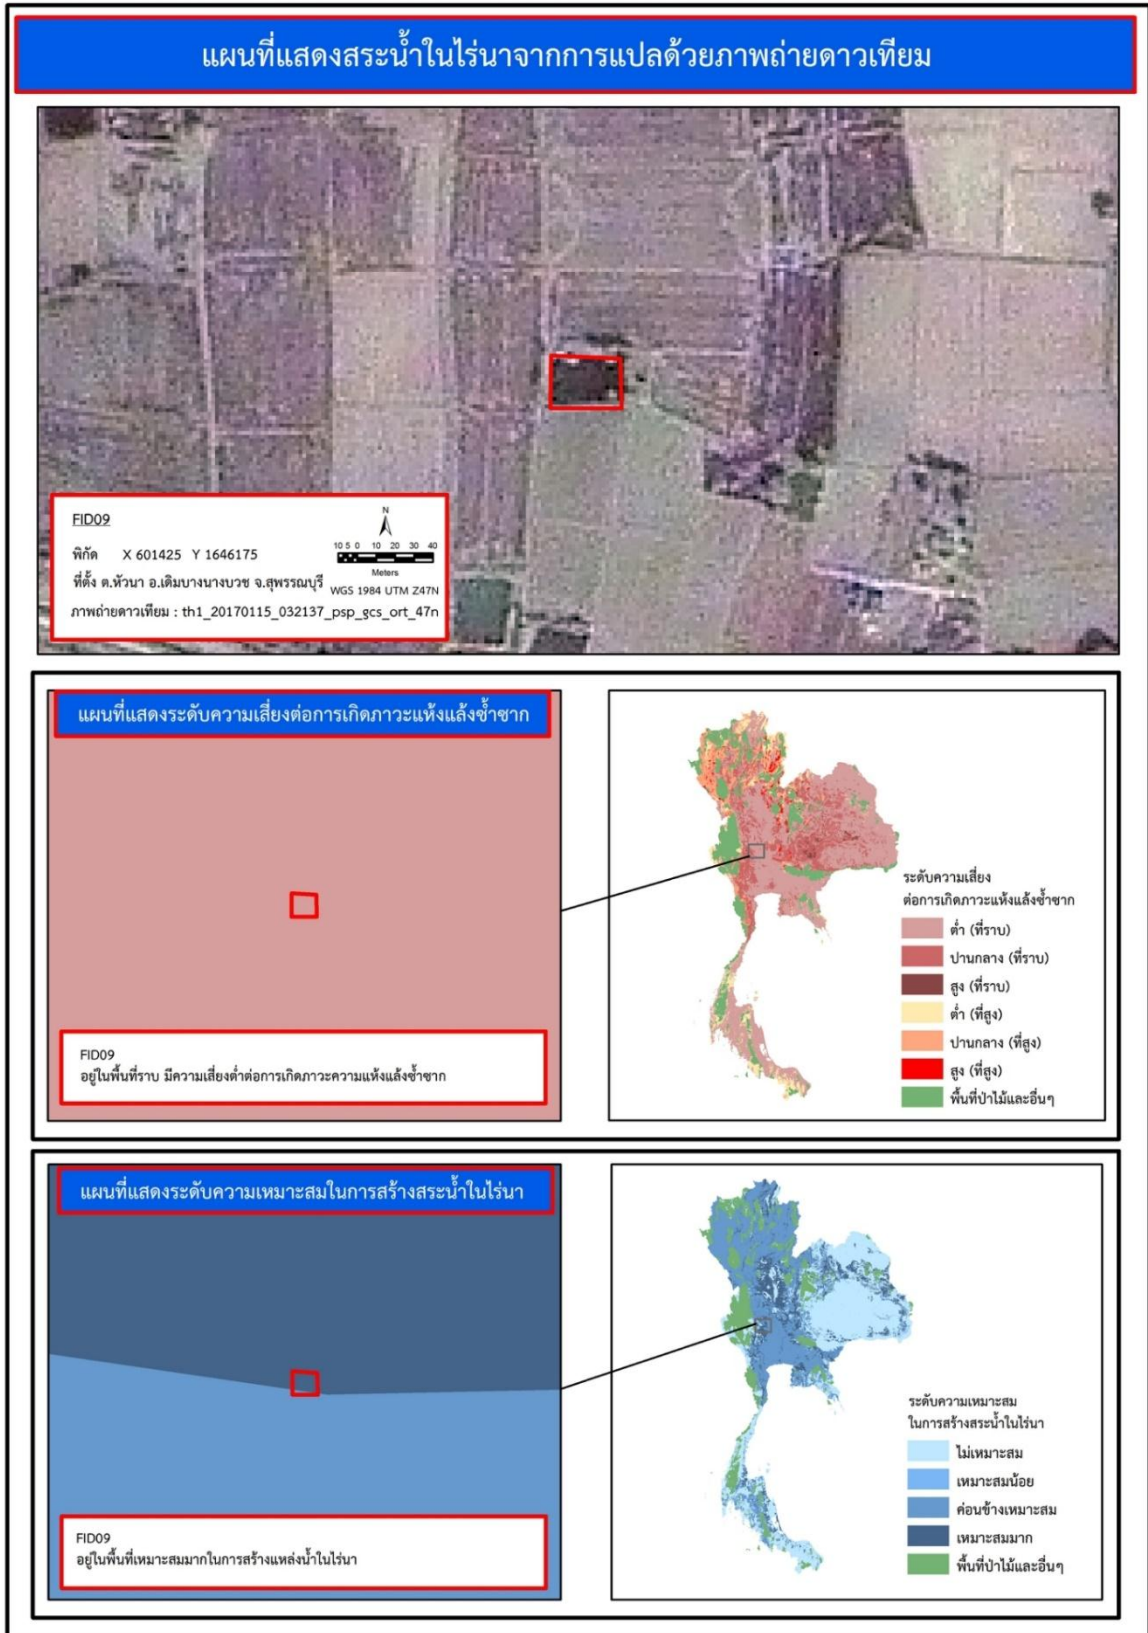 แผนที่แสดงสระน้ำในไร่นาจากการแปลด้วยภาพถ่ายดาวเทียม
FID09
พิกัด X 601425 Y 1646175
ที่ตั้ง ต.หัวนา อ.เดิมบางนางบวช จ.สุพรรณบุรี
ภาพถ่ายดาวเทียม : th1_20170115_032137_psp_gcs_ort_47n
N
10 5 0 10 20 30 40
Meters
WGS 1984 UTM Z47N
แผนที่แสดงระดับความเสี่ยงต่อการเกิดภาวะแห้งแล้งซ้ำซาก
FID09
อยู่ในพื้นที่ราบ มีความเสี่ยงต่ำต่อการเกิดภาวะความแห้งแล้งซ้ำซาก
ระดับความเสี่ยง
ต่อการเกิดภาวะแห้งแล้งซ้ำซาก
ต่ำ (ที่ราบ)
ปานกลาง (ที่ราบ)
สูง (ที่ราบ)
ต่ำ (ที่สูง)
ปานกลาง (ที่สูง)
สูง (ที่สูง)
พื้นที่ป่าไม้และอื่นๆ
แผนที่แสดงระดับความเหมาะสมในการสร้างสระน้ำในไร่นา
FID09
อยู่ในพื้นที่เหมาะสมมากในการสร้างแหล่งน้ำในไร่นา
ระดับความเหมาะสม
ในการสร้างสระน้ำในไร่นา
ไม่เหมาะสม
เหมาะสมน้อย
ค่อนข้างเหมาะสม
เหมาะสมมาก
พื้นที่ป่าไม้และอื่นๆ